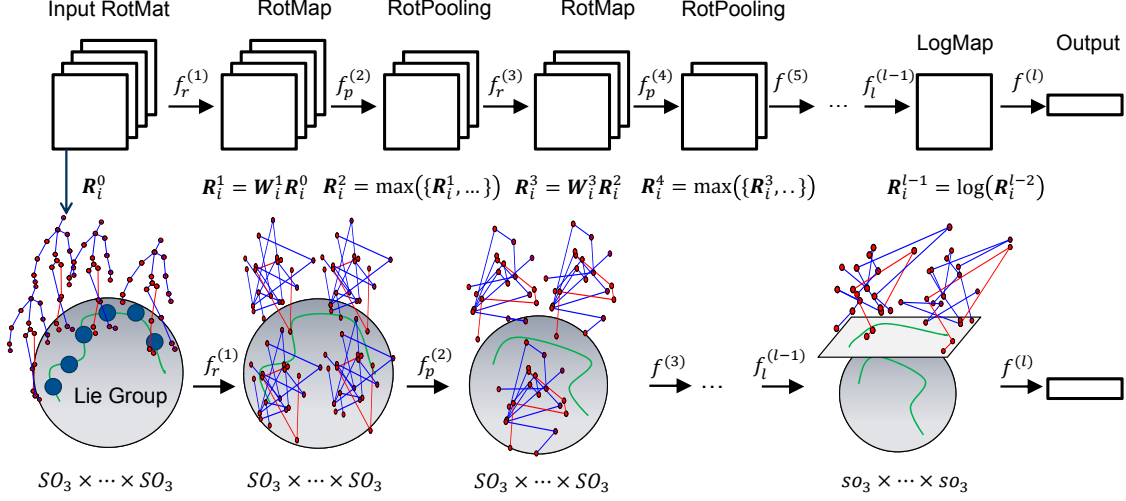 Input RotMat RotMap RotPooling RotMap RotPooling
LogMap Output
f_r^{(1)} f_p^{(2)} f_r^{(3)} f_p^{(4)} f^{(5)} ... f_l^{(l−1)} f^{(l)}
R_i^0 R_i^1 = W_i^1 R_i^0 R_i^2 = max({R_i^1, ...}) R_i^3 = W_i^3 R_i^2 R_i^4 = max({R_i^3, ..}) R_i^{l−1} = log(R_i^{l−2})
f_r^{(1)} f_p^{(2)} f^{(3)} ... f_l^{(l−1)} f^{(l)}
Lie Group
SO_3 × ⋯ × SO_3 SO_3 × ⋯ × SO_3 SO_3 × ⋯ × SO_3 so_3 × ⋯ × so_3